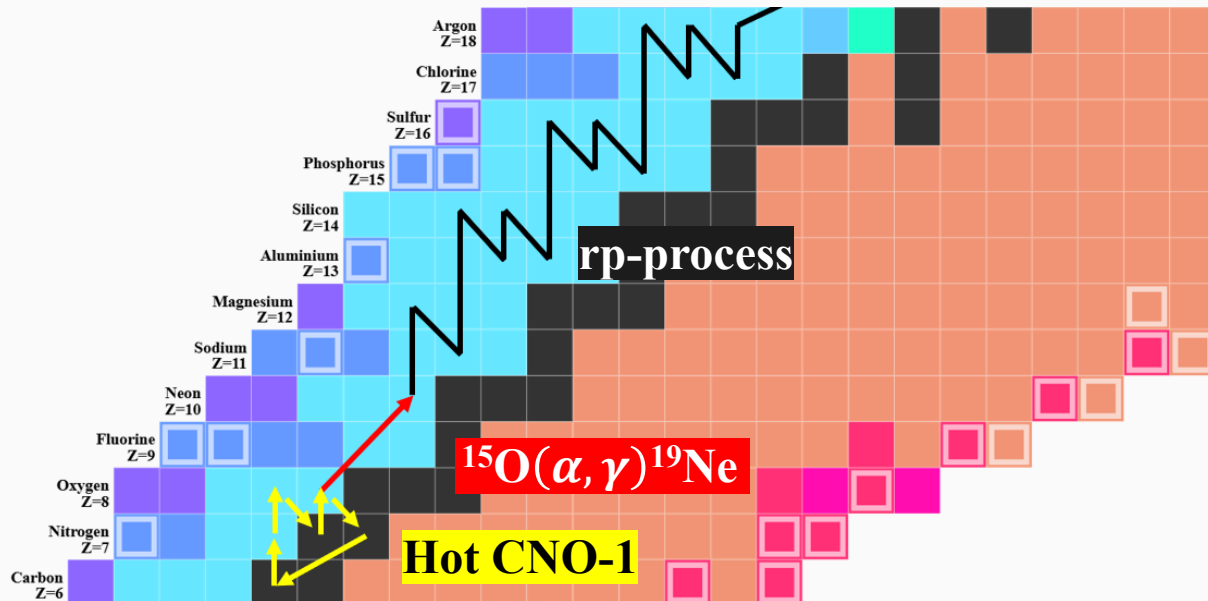 Argon
Z=18
Chlorine
Z=17
Sulfur
Z=16
Phosphorus
Z=15
Silicon
Z=14
rp-process
Aluminium
Z=13
Magnesium
Z=12
Sodium
Z=11
Neon
Z=10
Fluorine
Z=9
¹⁵O(α, γ)¹⁹Ne
Oxygen
Z=8
Nitrogen
Z=7
Hot CNO-1
Carbon
Z=6